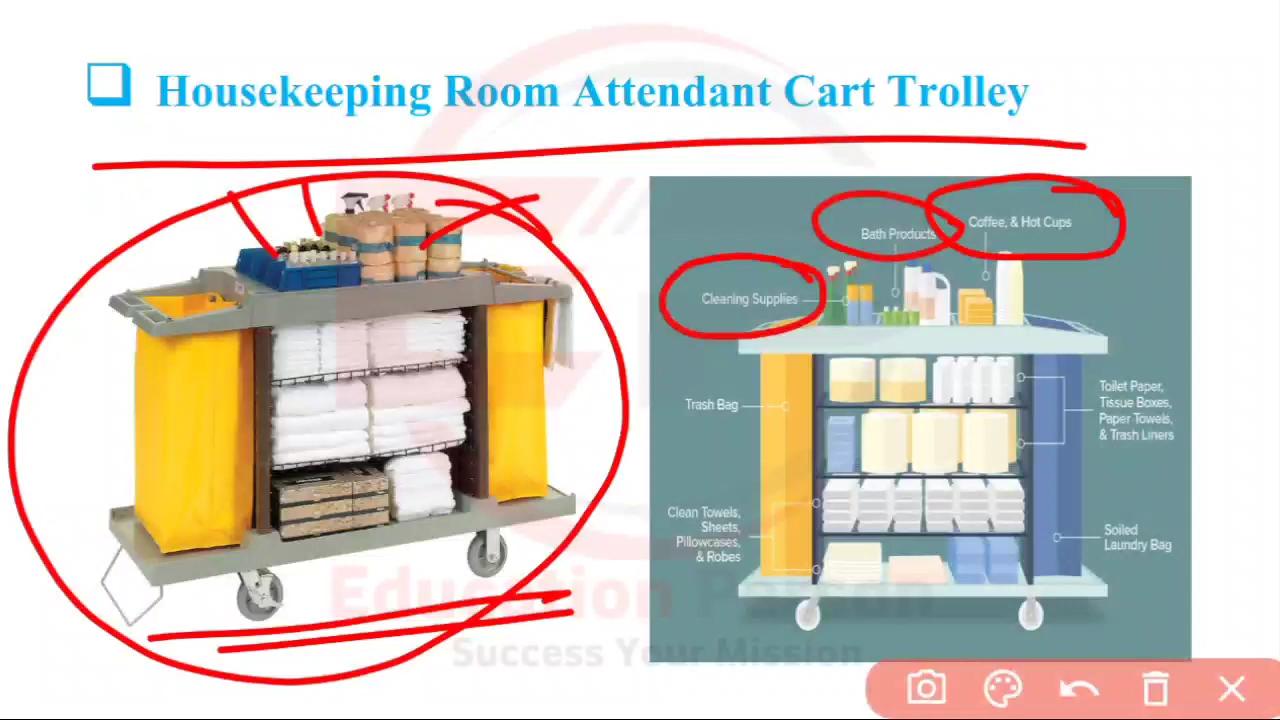 Housekeeping Room Attendant Cart Trolley
Coffee, & Hot Cups
Bath Products
Cleaning Supplies
Trash Bag
Toilet Paper,
Tissue Boxes,
Paper Towels,
& Trash Liners
Clean Towels,
Sheets,
Pillowcases,
& Robes
Soiled
Laundry Bag
Education
Success Your Mission